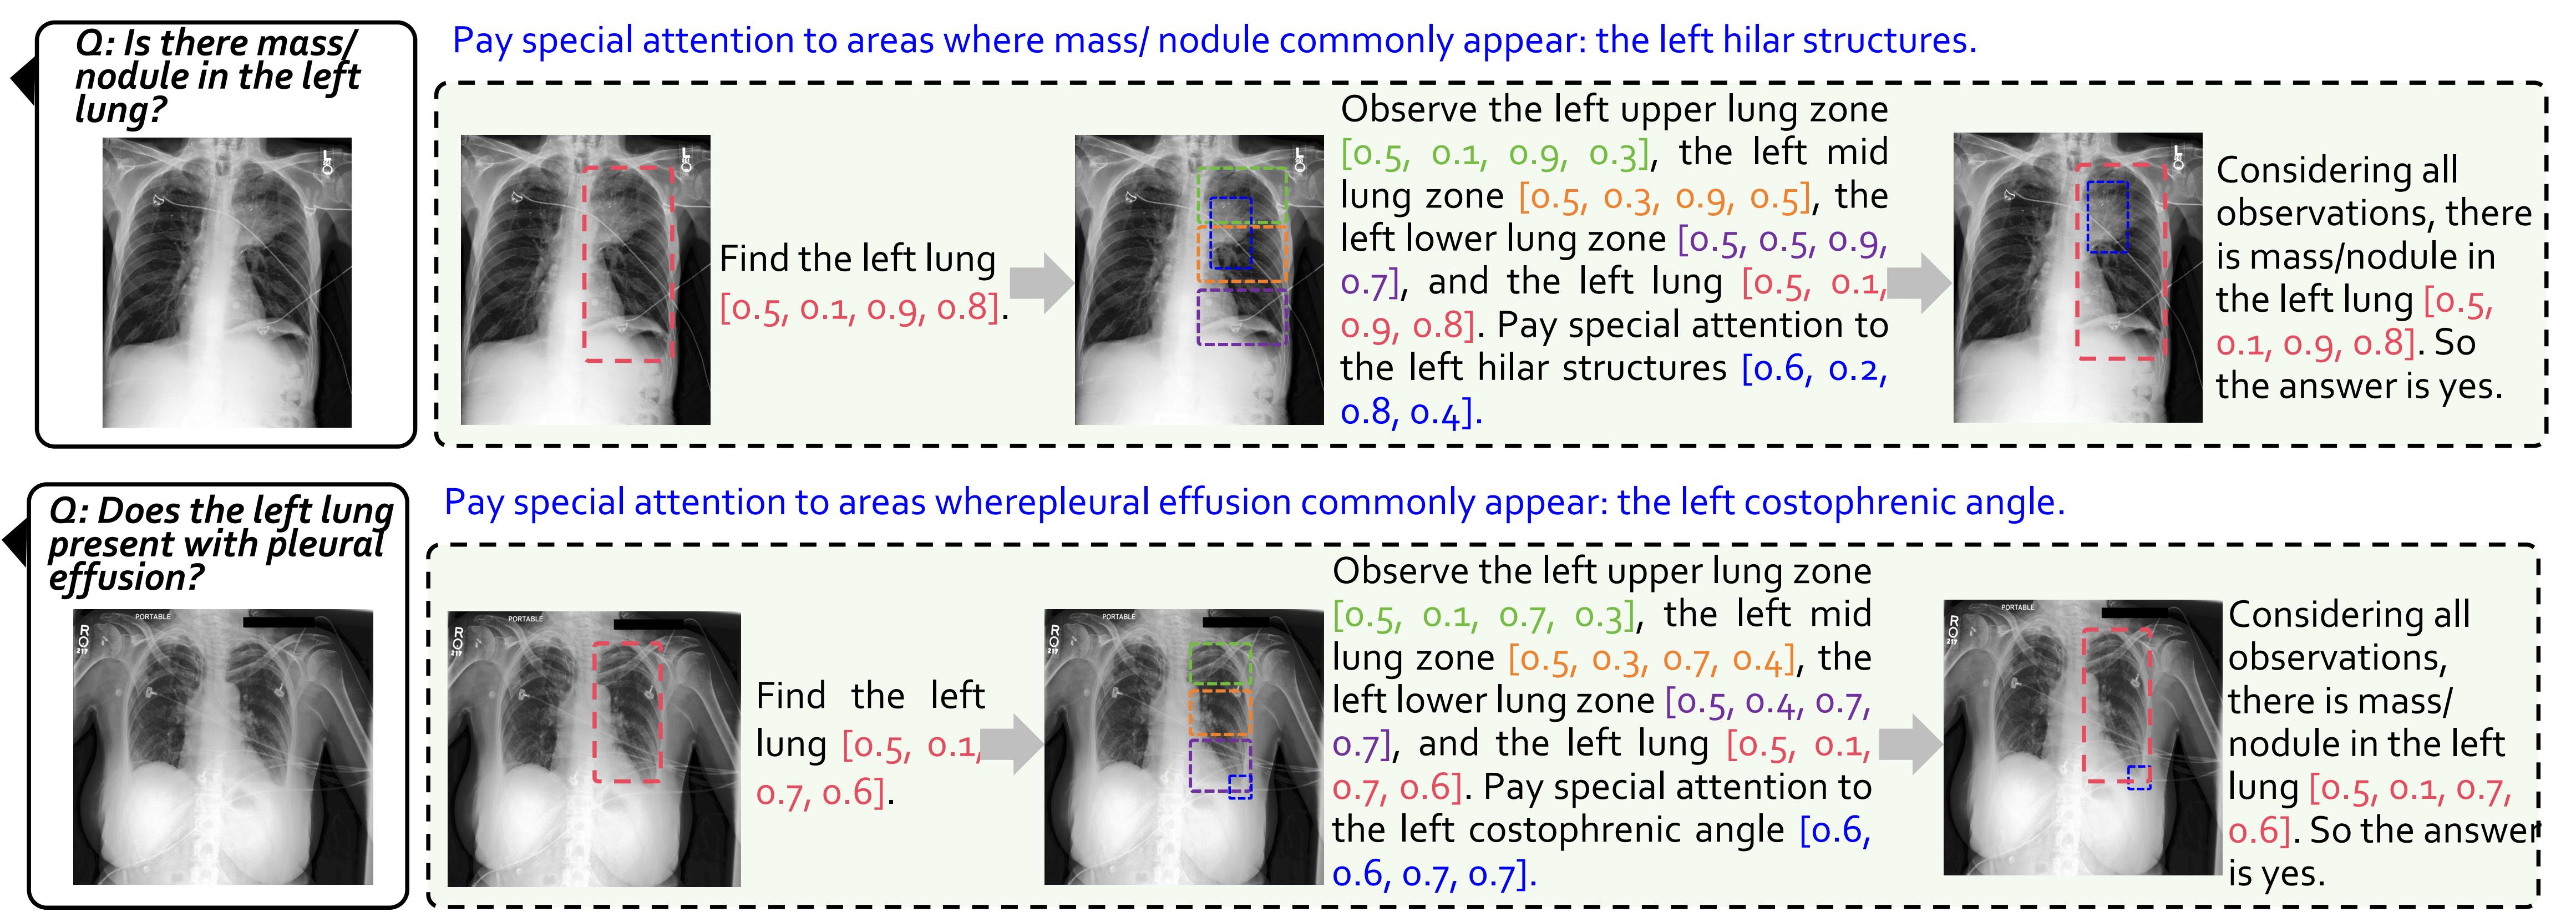 Q: Is there mass/
nodule in the left
lung?
Pay special attention to areas where mass/ nodule commonly appear: the left hilar structures.
Find the left lung
[0.5, 0.1, 0.9, 0.8].
Observe the left upper lung zone
[0.5, 0.1, 0.9, 0.3], the left mid
lung zone [0.5, 0.3, 0.9, 0.5], the
left lower lung zone [0.5, 0.5, 0.9,
0.7], and the left lung [0.5, 0.1,
0.9, 0.8]. Pay special attention to
the left hilar structures [0.6, 0.2,
0.8, 0.4].
Considering all
observations, there
is mass/nodule in
the left lung [0.5,
0.1, 0.9, 0.8]. So
the answer is yes.
Q: Does the left lung
present with pleural
effusion?
PORTABLE
Pay special attention to areas wherepleural effusion commonly appear: the left costophrenic angle.
PORTABLE
Find the left
lung [0.5, 0.1,
0.7, 0.6].
PORTABLE
Observe the left upper lung zone
[0.5, 0.1, 0.7, 0.3], the left mid
lung zone [0.5, 0.3, 0.7, 0.4], the
left lower lung zone [0.5, 0.4, 0.7,
0.7], and the left lung [0.5, 0.1,
0.7, 0.6]. Pay special attention to
the left costophrenic angle [0.6,
0.6, 0.7, 0.7].
PORTABLE
Considering all
observations,
there is mass/
nodule in the left
lung [0.5, 0.1, 0.7,
0.6]. So the answer
is yes.